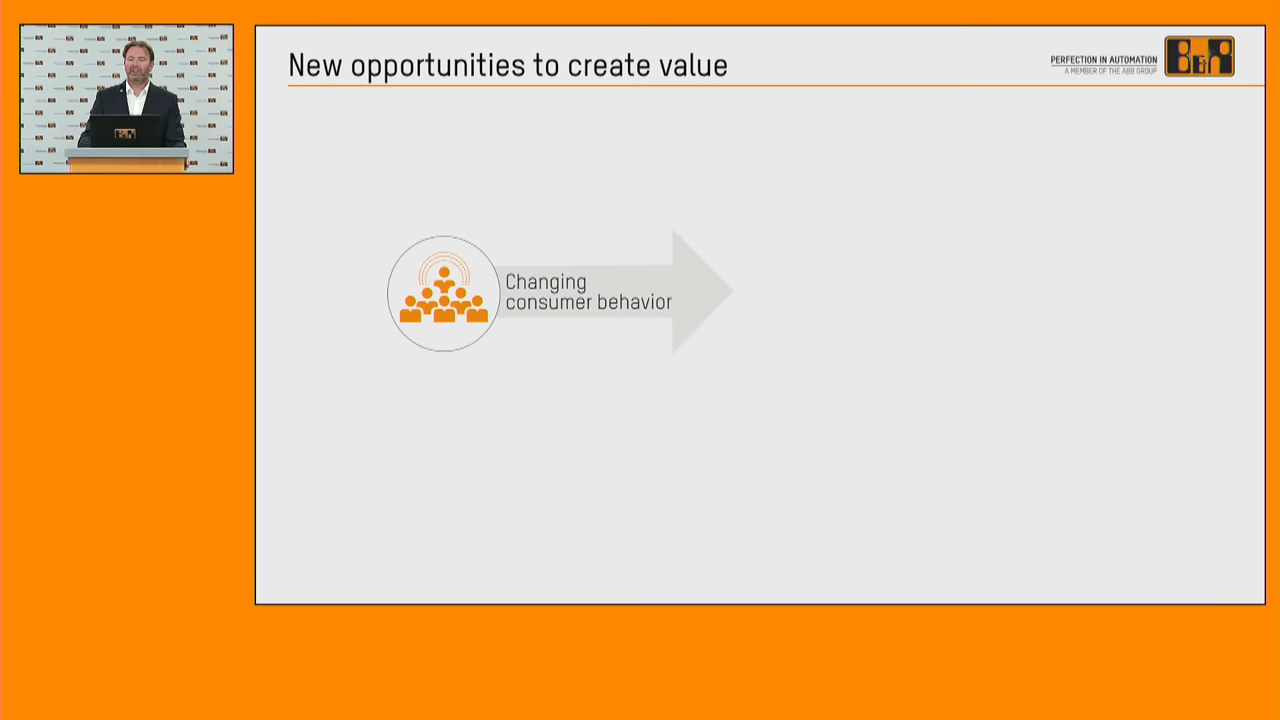 New opportunities to create value
PERFECTION IN AUTOMATION
A MEMBER OF THE ABB GROUP
B&R
Changing
consumer behavior
B&R